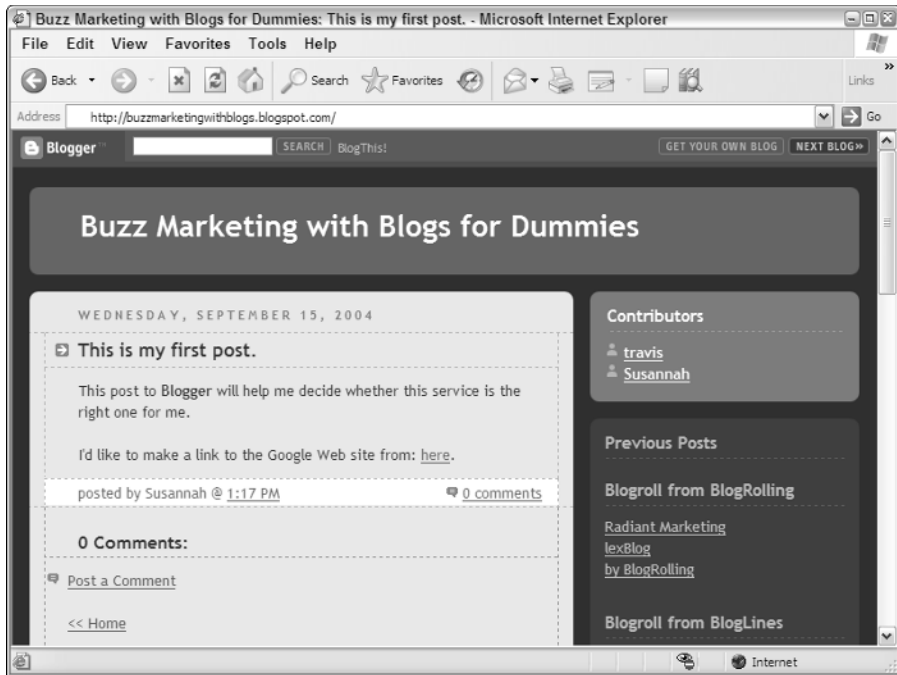 Buzz Marketing with Blogs for Dummies: This is my first post. - Microsoft Internet Explorer
File Edit View Favorites Tools Help
Back Search Favorites Links »
Address http://buzzmarketingwithblogs.blogspot.com/ Go
Blogger™ SEARCH BlogThis! GET YOUR OWN BLOG NEXT BLOG»
Buzz Marketing with Blogs for Dummies
WEDNESDAY, SEPTEMBER 15, 2004
This is my first post.
This post to Blogger will help me decide whether this service is the
right one for me.
I'd like to make a link to the Google Web site from: here.
posted by Susannah @ 1:17 PM 0 comments
0 Comments:
Post a Comment
<< Home
Contributors
travis
Susannah
Previous Posts
Blogroll from BlogRolling
Radiant Marketing
lexBlog
by BlogRolling
Blogroll from BlogLines
Internet